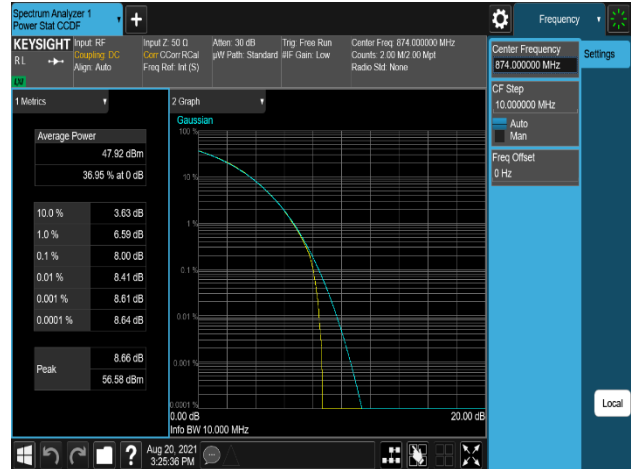 Spectrum Analyzer 1
Power Stat CCDF
+
Frequency
KEYSIGHT
Input: RF
Input Z: 50 Ω
Atten: 30 dB
Trig: Free Run
Center Freq: 874.000000 MHz
RL
Coupling: DC
Corr CCorr RCal
µW Path: Standard
#IF Gain: Low
Counts: 2.00 M/2.00 Mpt
Align: Auto
Freq Ref: Int (S)
Radio Std: None
Center Frequency
874.000000 MHz
Settings
CF Step
10.000000 MHz
Auto
Man
Freq Offset
0 Hz
1 Metrics
2 Graph
Average Power
47.92 dBm
36.95 % at 0 dB
10.0 % 3.63 dB
1.0 % 6.59 dB
0.1 % 8.00 dB
0.01 % 8.41 dB
0.001 % 8.61 dB
0.0001 % 8.64 dB
Peak
8.66 dB
56.58 dBm
Gaussian
100 %
10 %
1 %
0.1 %
0.01 %
0.001 %
0.0001 %
0.00 dB
20.00 dB
Info BW 10.000 MHz
Local
?
Aug 20, 2021
3:25:36 PM